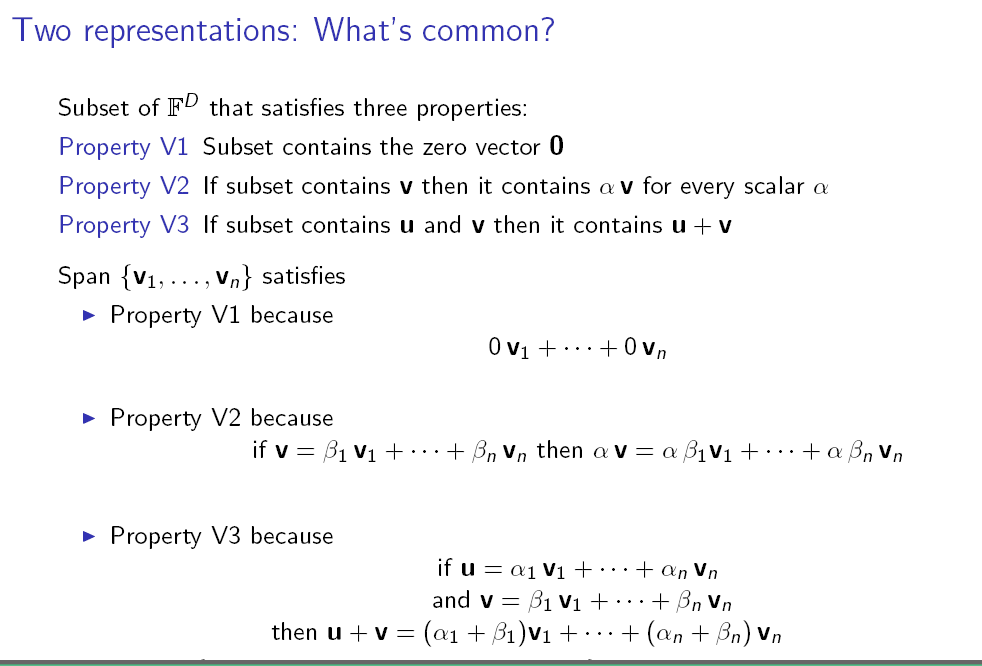 Two representations: What's common?
Subset of 𝔽^D that satisfies three properties:
Property V1 Subset contains the zero vector 0
Property V2 If subset contains v then it contains α v for every scalar α
Property V3 If subset contains u and v then it contains u + v
Span {v₁, . . . , vₙ} satisfies
▶ Property V1 because
0 v₁ + · · · + 0 vₙ
▶ Property V2 because
if v = β₁ v₁ + · · · + βₙ vₙ then α v = α β₁v₁ + · · · + α βₙ vₙ
▶ Property V3 because
if u = α₁ v₁ + · · · + αₙ vₙ
and v = β₁ v₁ + · · · + βₙ vₙ
then u + v = (α₁ + β₁)v₁ + · · · + (αₙ + βₙ) vₙ